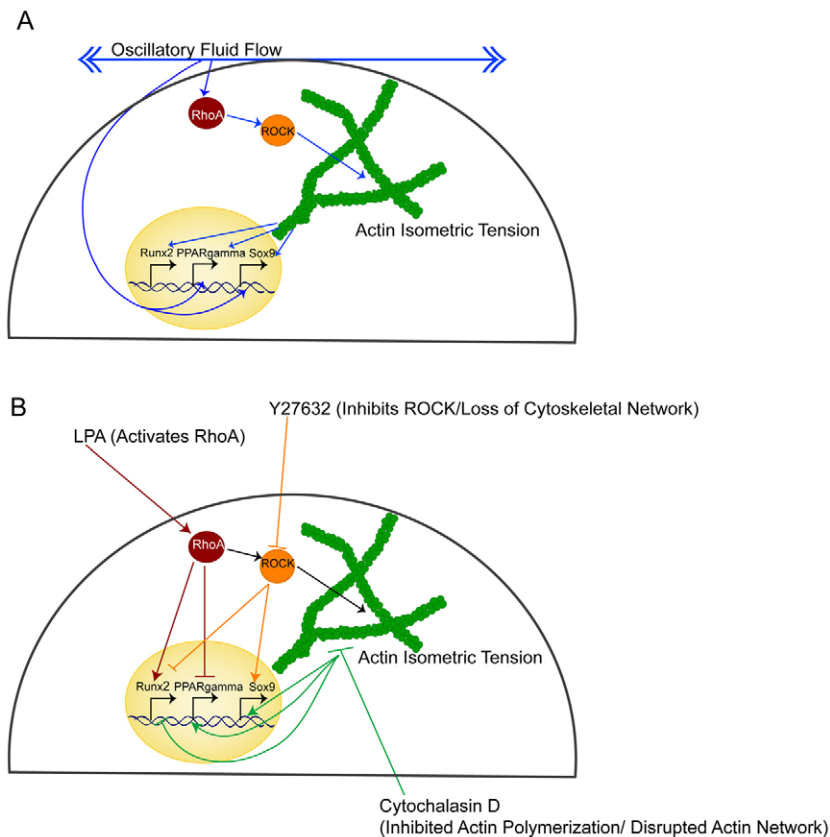 A
Oscillatory Fluid Flow
RhoA
ROCK
Actin Isometric Tension
Runx2 PPARgamma Sox9
B
Y27632 (Inhibits ROCK/Loss of Cytoskeletal Network)
LPA (Activates RhoA)
RhoA
ROCK
Actin Isometric Tension
Runx2 PPARgamma Sox9
Cytochalasin D
(Inhibited Actin Polymerization/ Disrupted Actin Network)